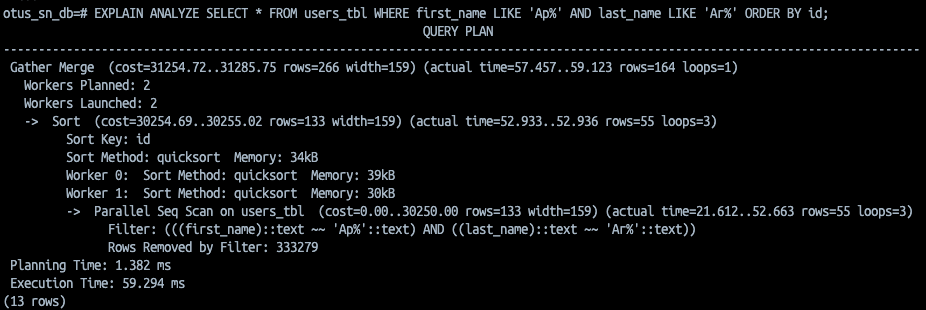 otus_sn_db=# EXPLAIN ANALYZE SELECT * FROM users_tbl WHERE first_name LIKE 'Ap%' AND last_name LIKE 'Ar%' ORDER BY id;
QUERY PLAN
-----------------------------------------------------------------------------------------------------------------------------------
Gather Merge  (cost=31254.72..31285.75 rows=266 width=159) (actual time=57.457..59.123 rows=164 loops=1)
  Workers Planned: 2
  Workers Launched: 2
  ->  Sort  (cost=30254.69..30255.02 rows=133 width=159) (actual time=52.933..52.936 rows=55 loops=3)
        Sort Key: id
        Sort Method: quicksort  Memory: 34kB
        Worker 0:  Sort Method: quicksort  Memory: 39kB
        Worker 1:  Sort Method: quicksort  Memory: 30kB
        ->  Parallel Seq Scan on users_tbl  (cost=0.00..30250.00 rows=133 width=159) (actual time=21.612..52.663 rows=55 loops=3)
              Filter: (((first_name)::text ~~ 'Ap%'::text) AND ((last_name)::text ~~ 'Ar%'::text))
              Rows Removed by Filter: 333279
Planning Time: 1.382 ms
Execution Time: 59.294 ms
(13 rows)